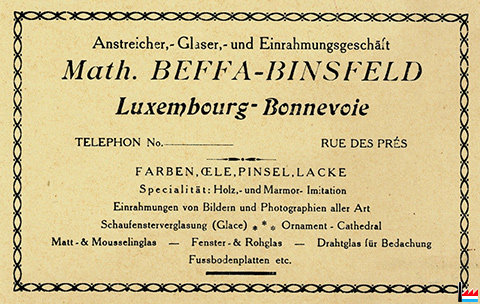 Anstreicher,- Glaser,- und Einrahmungsgeschäft
Math. BEFFA-BINSFELD
Luxembourg-Bonnevoie
TELEPHON No. RUE DES PRÉS
FARBEN, ŒLE, PINSEL, LACKE
Specialität: Holz,- und Marmor- Imitation
Einrahmungen von Bildern und Photographien aller Art
Schaufensterverglasung (Glace) * * * Ornament - Cathedral
Matt - & Mousselinglas — Fenster - & Rohglas — Drahtglas für Bedachung
Fussbodenplatten etc.